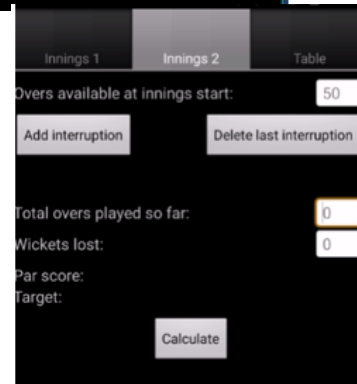 Innings 1 Innings 2 Table
Overs available at innings start: 50
Add interruption Delete last interruption
Total overs played so far: 0
Wickets lost: 0
Par score:
Target:
Calculate